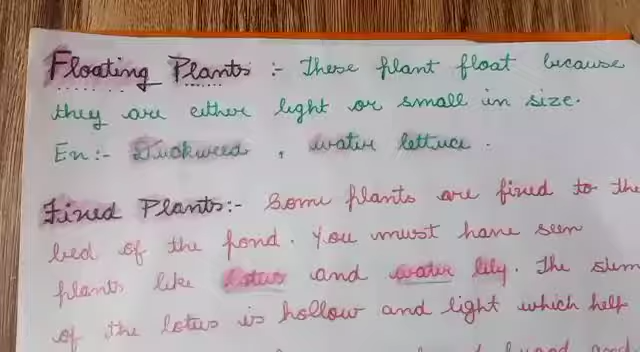 Floating Plants :- These plant float because
they are either light or small in size.
En:- Duckweed , water lettuce .
Fixed Plants:- Some plants are fixed to the
bed of the pond. You must have seen
plants like lotus and water lily. The stem
of the lotus is hollow and light which help
and